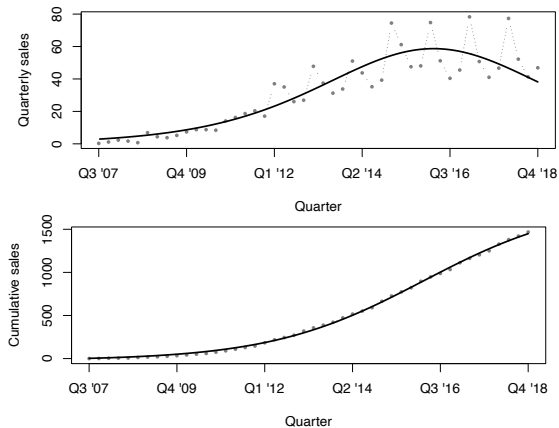 Quarterly sales
80
60
40
20
0
Q3 '07 Q4 '09 Q1 '12 Q2 '14 Q3 '16 Q4 '18
Quarter
Cumulative sales
1500
1000
500
0
Q3 '07 Q4 '09 Q1 '12 Q2 '14 Q3 '16 Q4 '18
Quarter